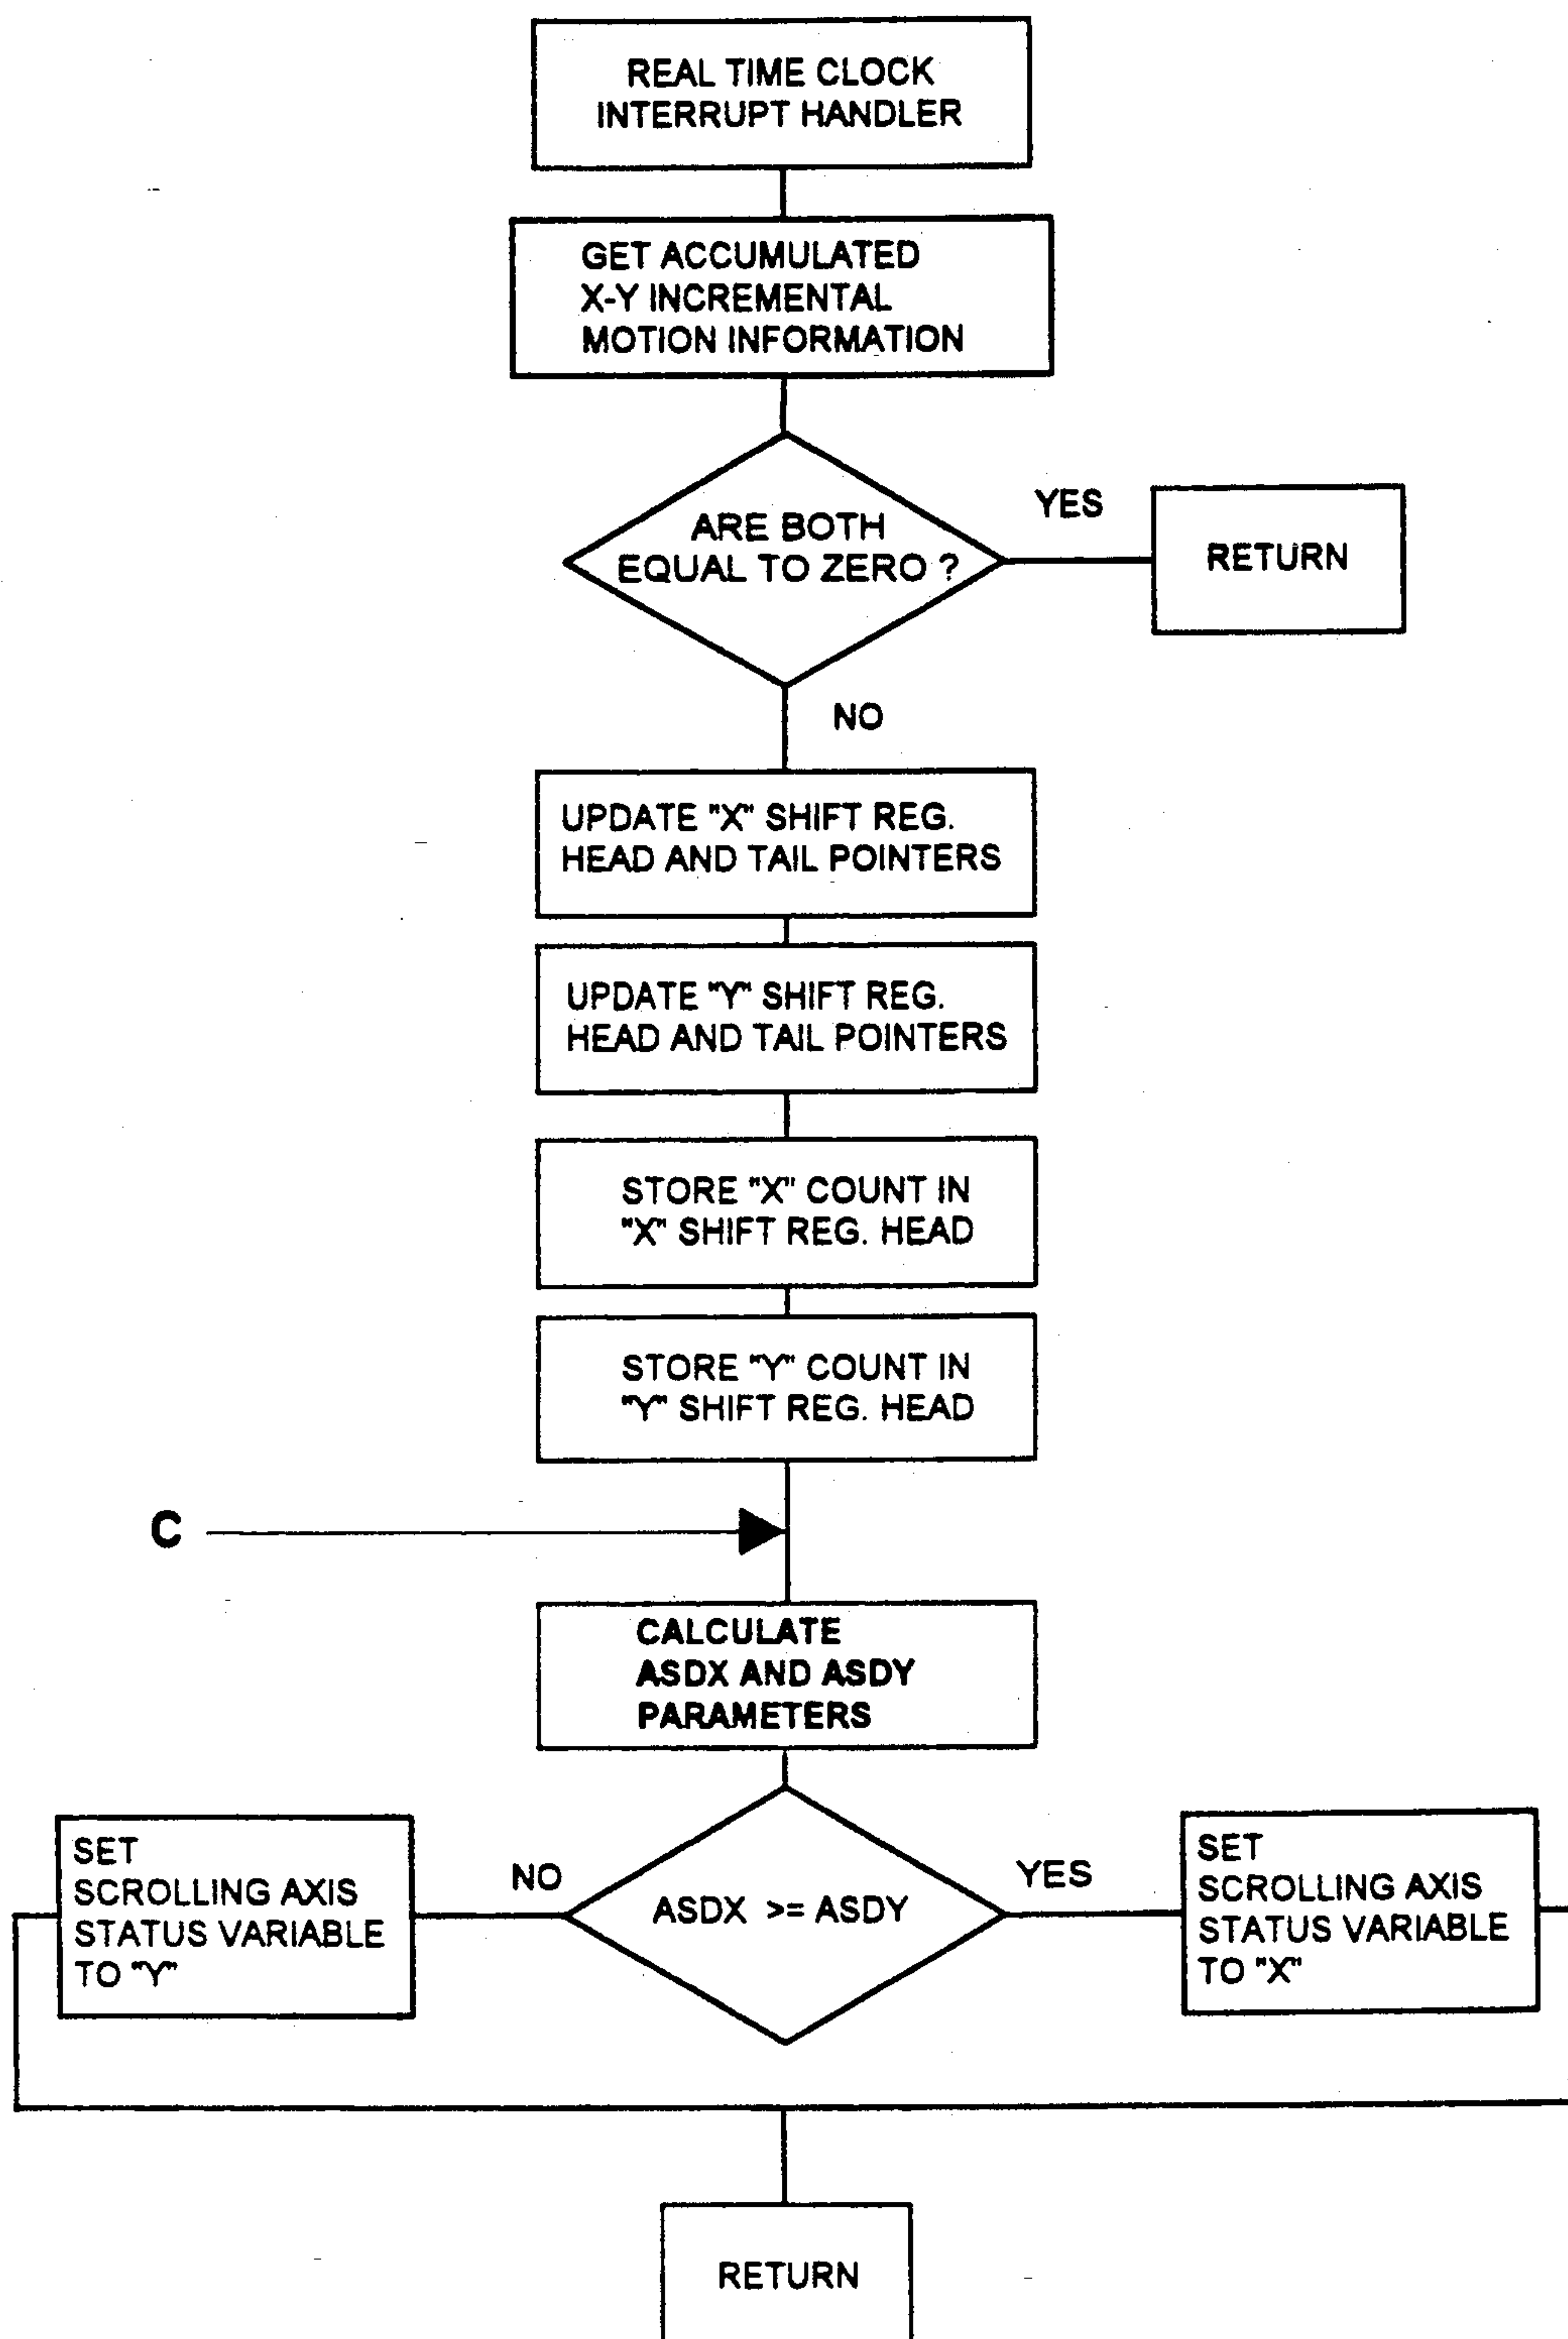 REAL TIME CLOCK
INTERRUPT HANDLER
GET ACCUMULATED
X-Y INCREMENTAL
MOTION INFORMATION
ARE BOTH
EQUAL TO ZERO ?
YES
RETURN
NO
UPDATE "X" SHIFT REG.
HEAD AND TAIL POINTERS
UPDATE "Y" SHIFT REG.
HEAD AND TAIL POINTERS
STORE "X" COUNT IN
"X" SHIFT REG. HEAD
STORE "Y" COUNT IN
"Y" SHIFT REG. HEAD
C
CALCULATE
ASDX AND ASDY
PARAMETERS
SET
SCROLLING AXIS
STATUS VARIABLE
TO "Y"
NO
ASDX >= ASDY
YES
SET
SCROLLING AXIS
STATUS VARIABLE
TO "X"
RETURN